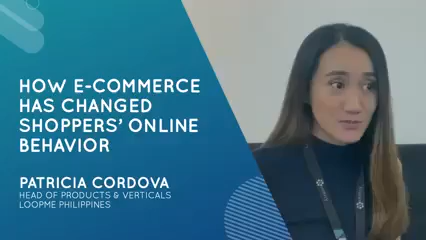 HOW E-COMMERCE
HAS CHANGED
SHOPPERS’ ONLINE
BEHAVIOR
PATRICIA CORDOVA
HEAD OF PRODUCTS & VERTICALS
LOOPME PHILIPPINES